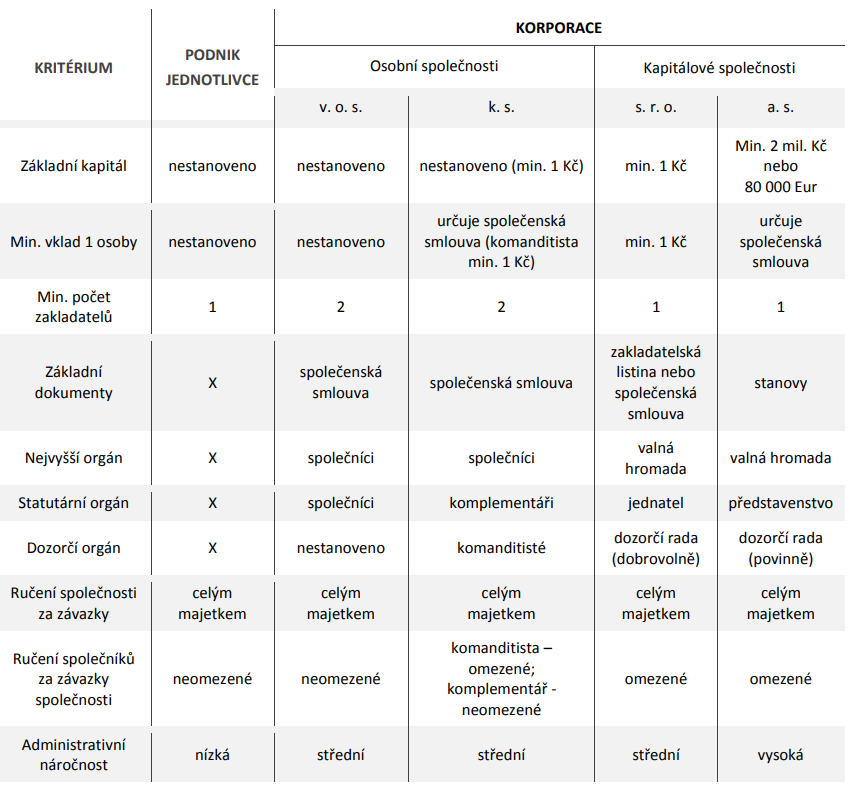 KORPORACE
KRITÉRIUM
PODNIK
JEDNOTLIVCE
Osobní společnosti
Kapitálové společnosti
v. o. s.
k. s.
s. r. o.
a. s.
Základní kapitál
nestanoveno
nestanoveno
nestanoveno (min. 1 Kč)
min. 1 Kč
Min. 2 mil. Kč
nebo
80 000 Eur
Min. vklad 1 osoby
nestanoveno
nestanoveno
určuje společenská
smlouva (komanditista
min. 1 Kč)
min. 1 Kč
určuje
společenská
smlouva
Min. počet
zakladatelů
1
2
2
1
1
Základní
dokumenty
X
společenská
smlouva
společenská smlouva
zakladatelská
listina nebo
společenská
smlouva
stanovy
Nejvyšší orgán
X
společníci
společníci
valná
hromada
valná hromada
Statutární orgán
X
společníci
komplementáři
jednatel
představenstvo
Dozorčí orgán
X
nestanoveno
komanditisté
dozorčí rada
(dobrovolně)
dozorčí rada
(povinně)
Ručení společnosti
za závazky
celým
majetkem
celým
majetkem
celým
majetkem
celým
majetkem
celým
majetkem
Ručení společníků
za závazky
společnosti
neomezené
neomezené
komanditista –
omezené;
komplementář -
neomezené
omezené
omezené
Administrativní
náročnost
nízká
střední
střední
střední
vysoká